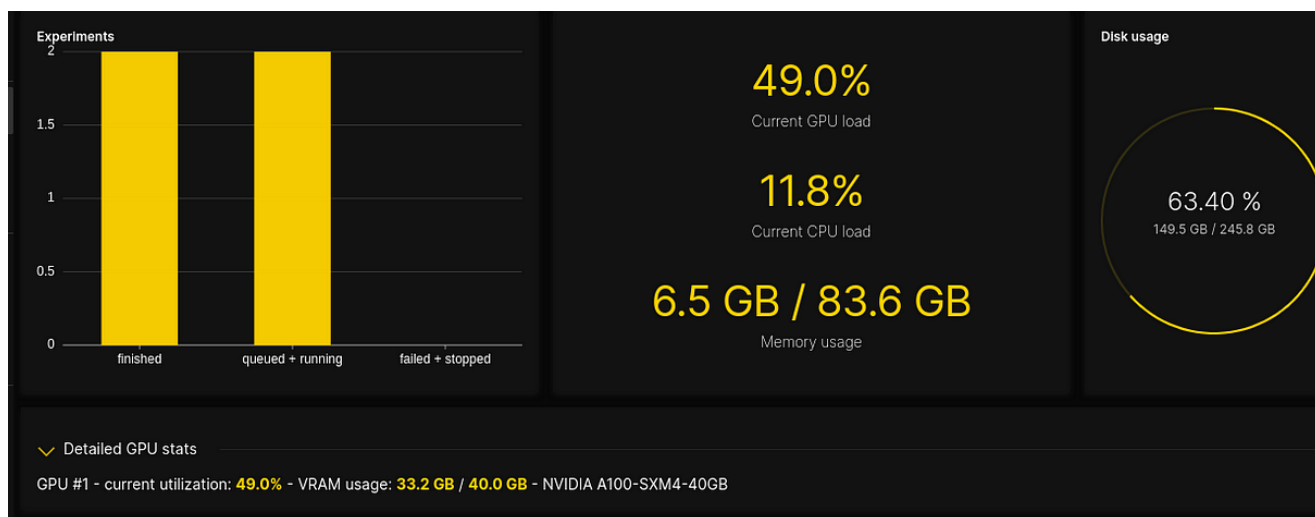 Experiments
2
1.5
1
0.5
0
finished
queued + running
failed + stopped
49.0%
Current GPU load
11.8%
Current CPU load
6.5 GB / 83.6 GB
Memory usage
Disk usage
63.40 %
149.5 GB / 245.8 GB
Detailed GPU stats
GPU #1 - current utilization: 49.0% - VRAM usage: 33.2 GB / 40.0 GB - NVIDIA A100-SXM4-40GB